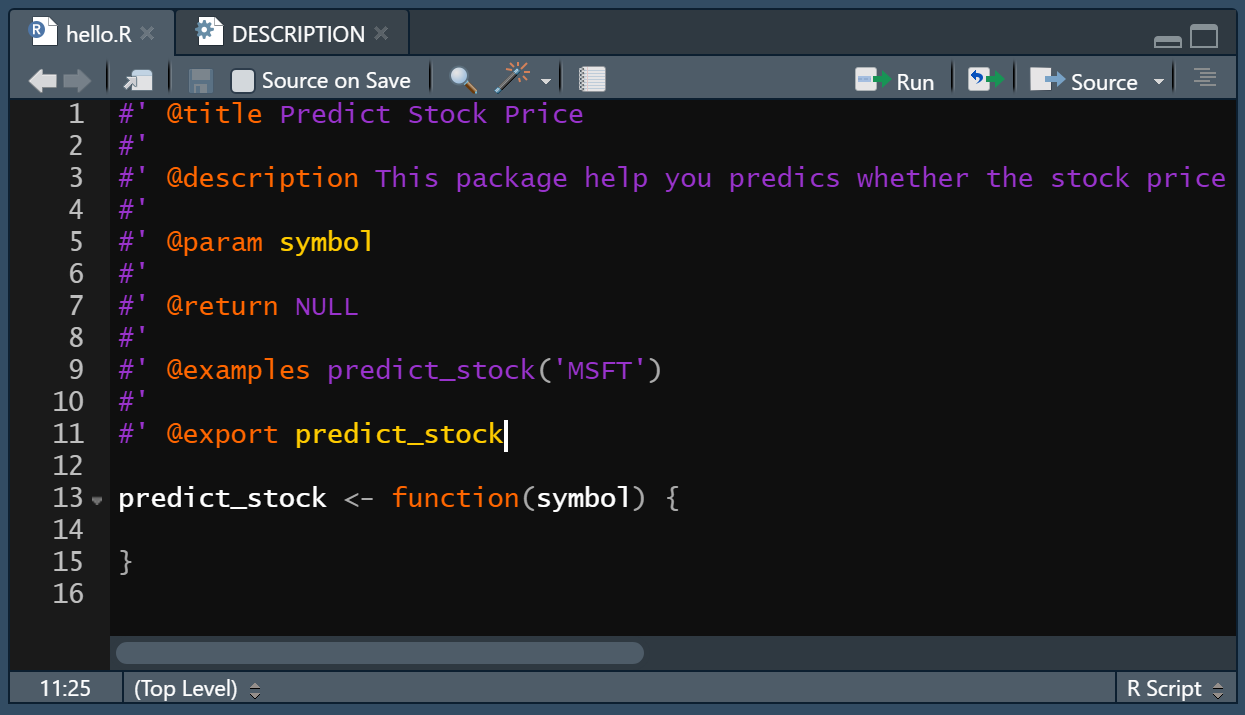 hello.R DESCRIPTION
Source on Save Run Source
1 #' @title Predict Stock Price
2 #'
3 #' @description This package help you predics whether the stock price
4 #'
5 #' @param symbol
6 #'
7 #' @return NULL
8 #'
9 #' @examples predict_stock('MSFT')
10 #'
11 #' @export predict_stock
12
13 predict_stock <- function(symbol) {
14
15 }
16
11:25 (Top Level) R Script